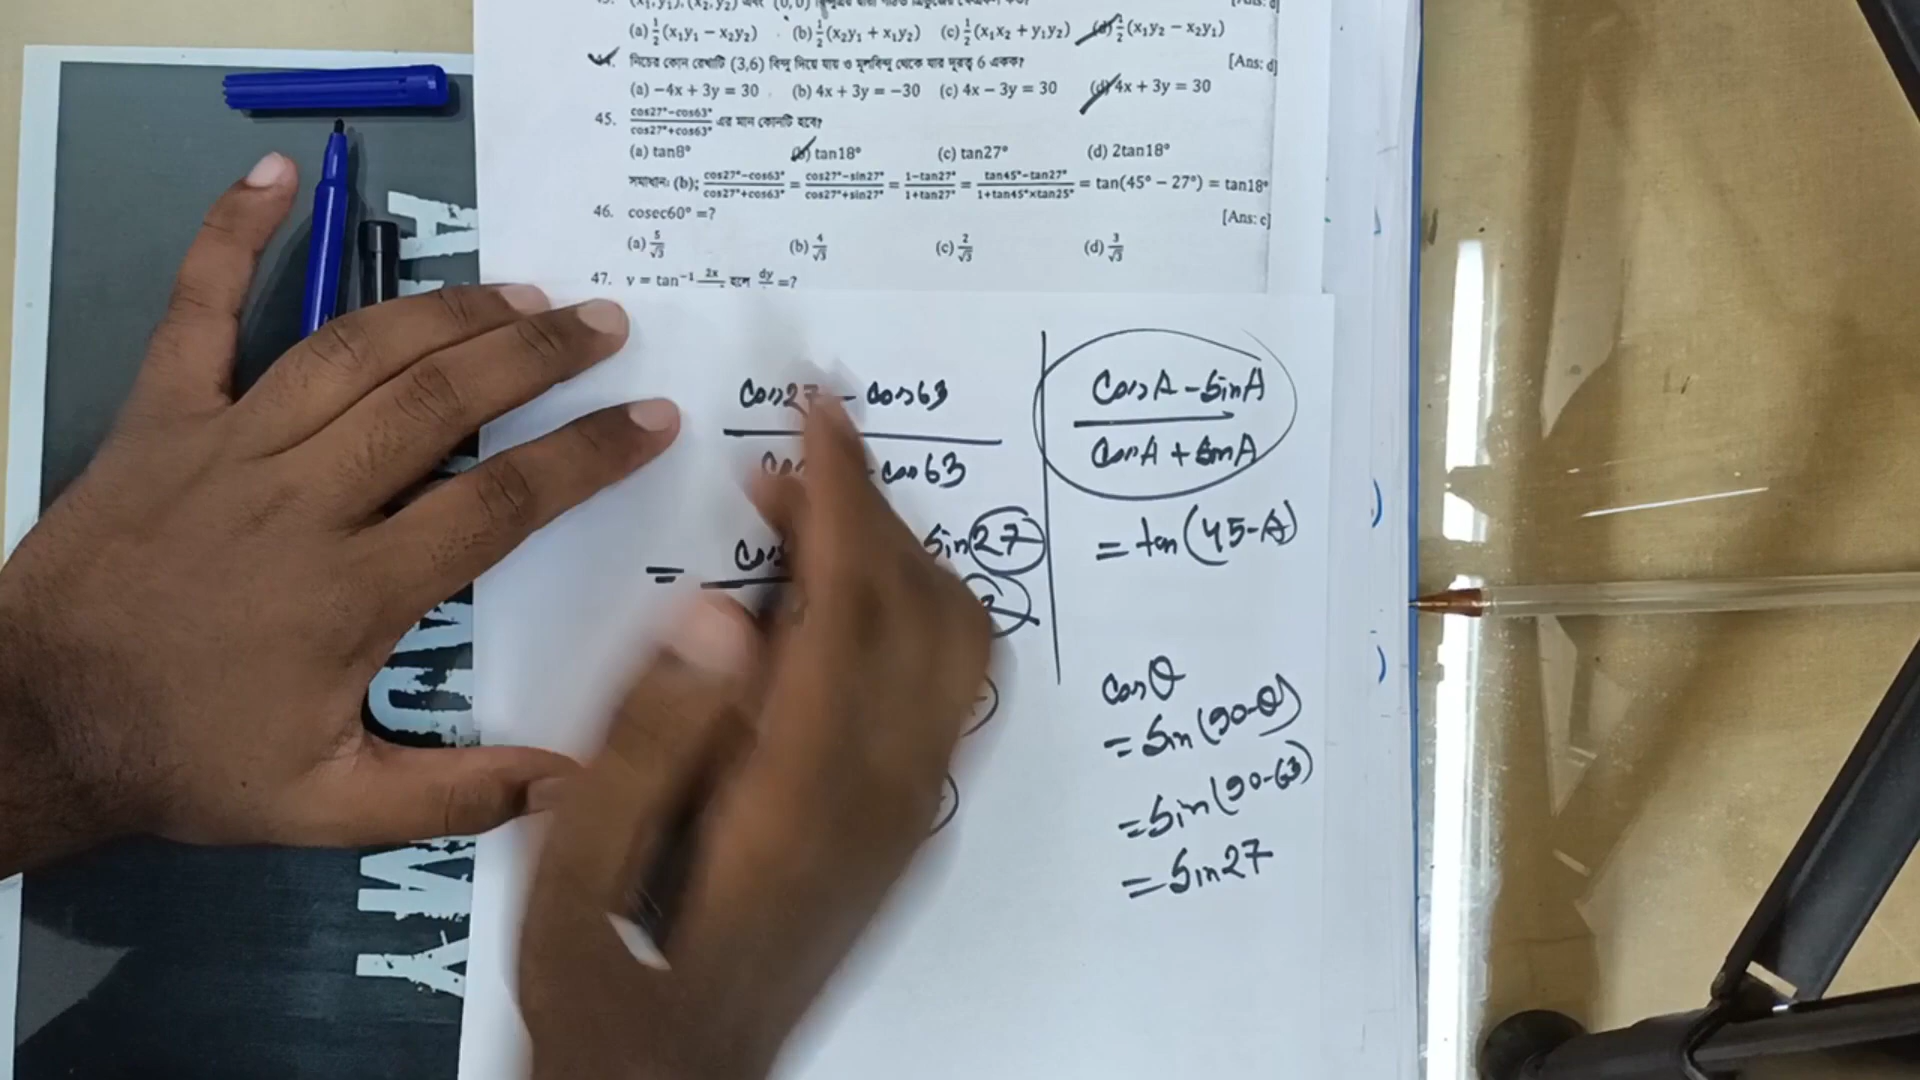 (a) ½(x₁y₁ − x₂y₂) (b) ½(x₂y₁ + x₁y₂) (c) ½(x₁x₂ + y₁y₂) (d) ½(x₁y₂ − x₂y₁)
নিচের কোন রেখাটি (3,6) বিন্দু দিয়ে যায় ও মূলবিন্দু থেকে যার দূরত্ব 6 একক? [Ans: d]
(a) −4x + 3y = 30 (b) 4x + 3y = −30 (c) 4x − 3y = 30 (d) 4x + 3y = 30
45. (cos27°−cos63°)/(cos27°+cos63°) এর মান কোনটি হবে?
(a) tan8° (b) tan18° (c) tan27° (d) 2tan18°
সমাধান: (b); (cos27°−cos63°)/(cos27°+cos63°) = (cos27°−sin27°)/(cos27°+sin27°) = (1−tan27°)/(1+tan27°) = (tan45°−tan27°)/(1+tan45°×tan25°) = tan(45° − 27°) = tan18°
46. cosec60° =? [Ans: c]
(a) 5/√3 (b) 4/√3 (c) 2/√3 (d) 3/√3
47. y = tan⁻¹ 2x হলে dy =?
cos27 − cos63
cos63
= sin27
cosA − sinA
cosA + sinA
= tan(45-A)
cosθ
= sin(90-θ)
= sin(90-63)
= sin27